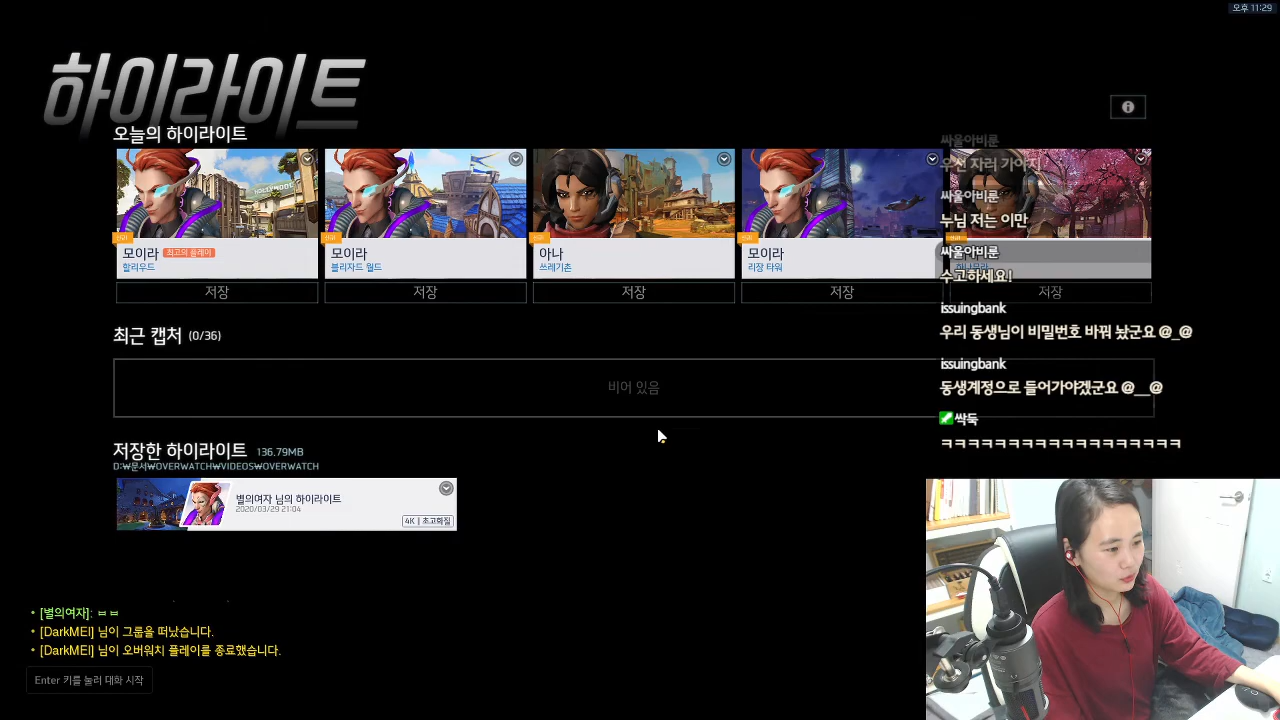 오후 11:29
하이라이트
오늘의 하이라이트
모이라 최고의 플레이
할리우드
저장
모이라
블리자드 월드
저장
아나
쓰레기촌
저장
모이라
리장 타워
저장
저장
최근 캡처 (0/36)
비어 있음
저장한 하이라이트 136.79MB
D:₩문서₩OVERWATCH₩VIDEOS₩OVERWATCH
별의여자 님의 하이라이트
2020/03/29 21:04
4K | 초고화질
싸울아비룬
우선 자러 가야지
싸울아비룬
누님 저는 이만
싸울아비룬
수고하세요!
issuingbank
우리 동생님이 비밀번호 바꿔 놨군요 @_@
issuingbank
동생계정으로 들어가야겠군요 @__@
싹둑
ㅋㅋㅋㅋㅋㅋㅋㅋㅋㅋㅋㅋㅋㅋㅋㅋㅋㅋ
[별의여자]: ㅂㅂ
[DarkMEI] 님이 그룹을 떠났습니다.
[DarkMEI] 님이 오버워치 플레이를 종료했습니다.
Enter 키를 눌러 대화 시작